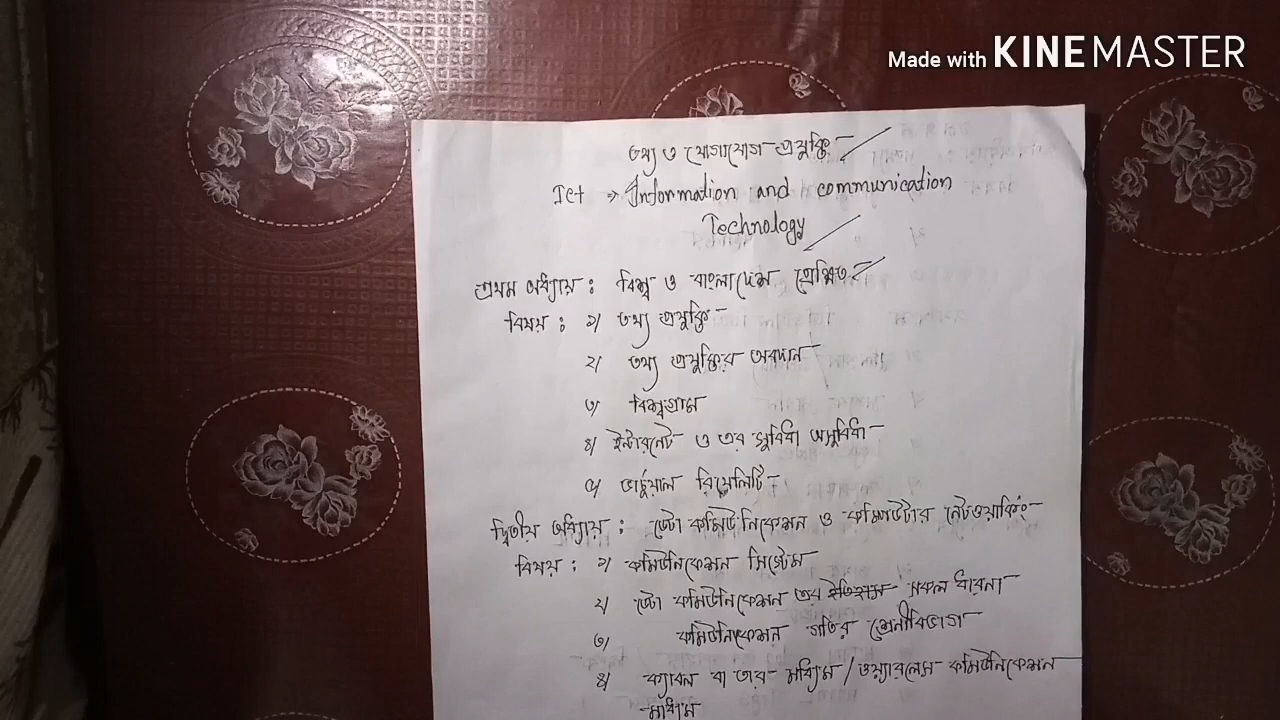 Made with KINEMASTER
তথ্য ও যোগাযোগ প্রযুক্তি
Ict ⇒ Information and communication
Technology
প্রথম অধ্যায় : বিশ্ব ও বাংলাদেশ প্রেক্ষিত
বিষয় : ১/ তথ্য প্রযুক্তি
২/ তথ্য প্রযুক্তির অবদান
৩/ বিশ্বগ্রাম
৪/ ইন্টারনেট ও তর সুবিধা অসুবিধা
৫/ ভার্চুয়াল রিয়েলিটি
দ্বিতীয় অধ্যায় : ডেটা কমিউনিকেশন ও কম্পিউটার নেটওয়ার্কিং
বিষয় : ১/ কমিউনিকেশন সিস্টেম
২/ ডেটা কমিউনিকেশন সকল ধারনা
৩/ কমিউনিকেশন গতির শ্রেনীবিভাগ
৪/ ক্যাবল বা তার মধ্যিম / ওয়্যারলেস কমিউনিকেশন
মাধ্যম